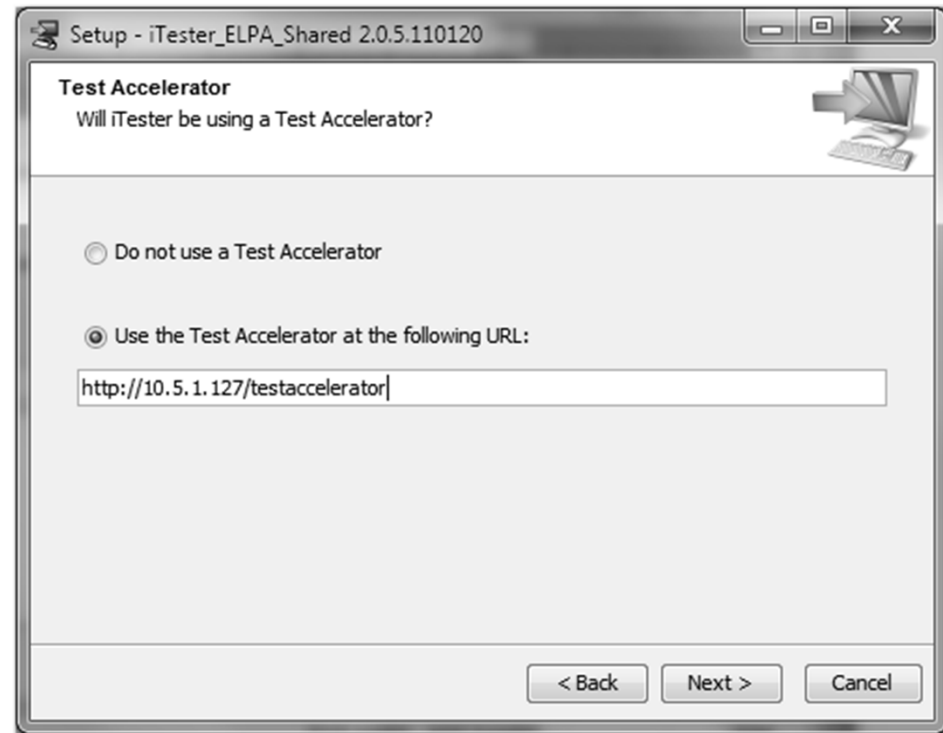 Setup - iTester_ELPA_Shared 2.0.5.110120
Test Accelerator
Will iTester be using a Test Accelerator?
Do not use a Test Accelerator
Use the Test Accelerator at the following URL:
http://10.5.1.127/testaccelerator
< Back Next > Cancel